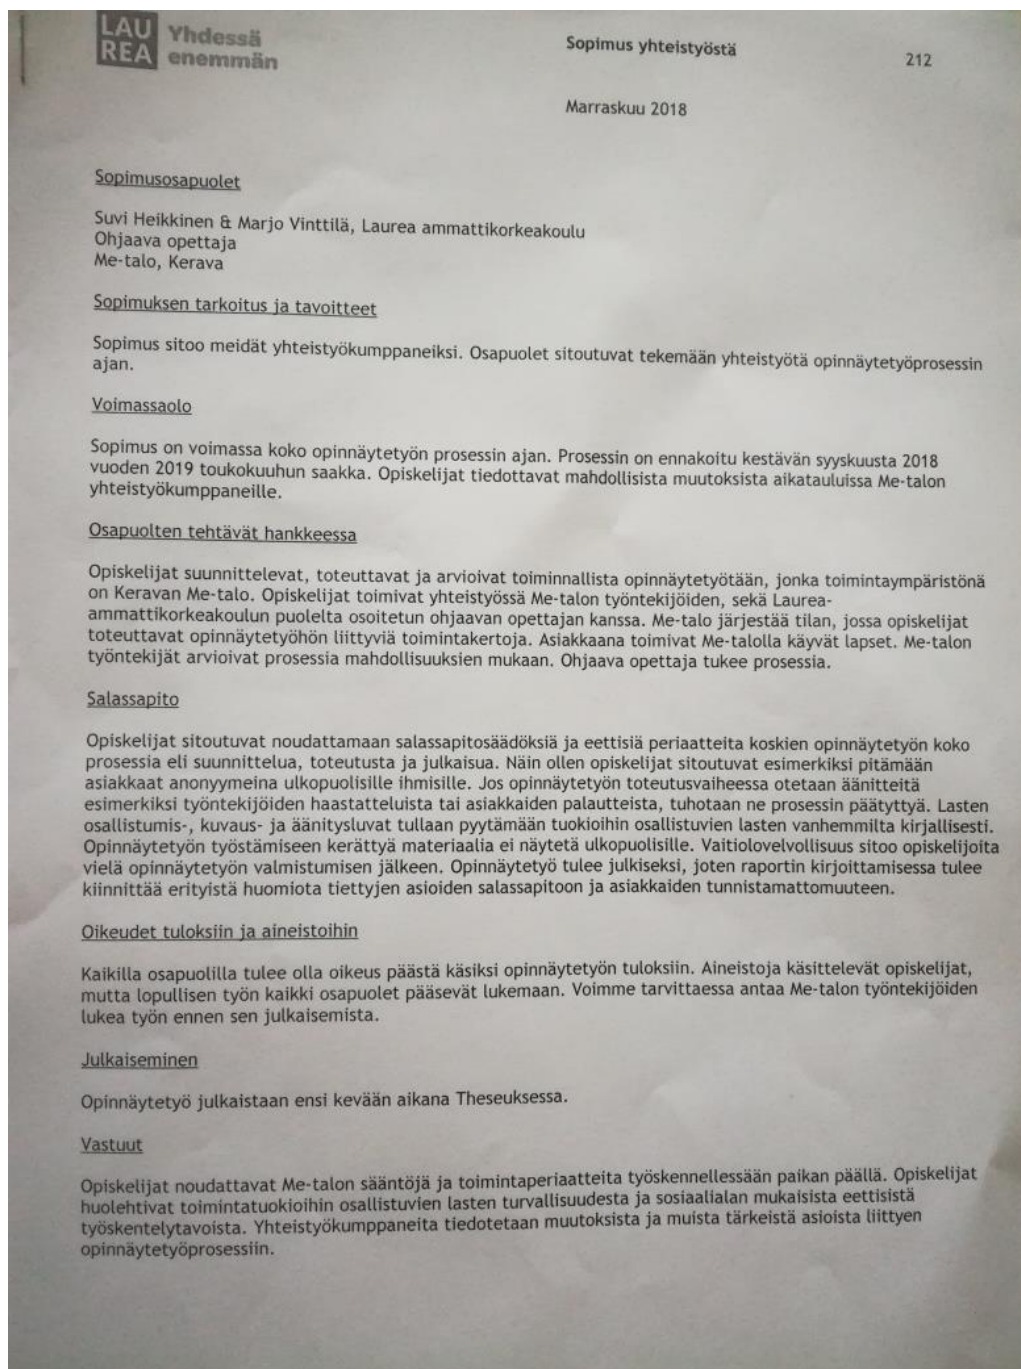 LAU
REA
Yhdessä
enemmän
Sopimus yhteistyöstä
212
Marraskuu 2018
Sopimusosapuolet
Suvi Heikkinen & Marjo Vinttilä, Laurea ammattikorkeakoulu
Ohjaava opettaja
Me-talo, Kerava
Sopimuksen tarkoitus ja tavoitteet
Sopimus sitoo meidät yhteistyökumppaneiksi. Osapuolet sitoutuvat tekemään yhteistyötä opinnäytetyöprosessin
ajan.
Voimassaolo
Sopimus on voimassa koko opinnäytetyön prosessin ajan. Prosessin on ennakoitu kestävän syyskuusta 2018
vuoden 2019 toukokuuhun saakka. Opiskelijat tiedottavat mahdollisista muutoksista aikatauluissa Me-talon
yhteistyökumppaneille.
Osapuolten tehtävät hankkeessa
Opiskelijat suunnittelevat, toteuttavat ja arvioivat toiminnallista opinnäytetyötään, jonka toimintaympäristönä
on Keravan Me-talo. Opiskelijat toimivat yhteistyössä Me-talon työntekijöiden, sekä Laurea-
ammattikorkeakoulun puolelta osoitetun ohjaavan opettajan kanssa. Me-talo järjestää tilan, jossa opiskelijat
toteuttavat opinnäytetyöhön liittyviä toimintakertoja. Asiakkaana toimivat Me-talolla käyvät lapset. Me-talon
työntekijät arvioivat prosessia mahdollisuuksien mukaan. Ohjaava opettaja tukee prosessia.
Salassapito
Opiskelijat sitoutuvat noudattamaan salassapitosäädöksiä ja eettisiä periaatteita koskien opinnäytetyön koko
prosessia eli suunnittelua, toteutusta ja julkaisua. Näin ollen opiskelijat sitoutuvat esimerkiksi pitämään
asiakkaat anonyymeina ulkopuolisille ihmisille. Jos opinnäytetyön toteutusvaiheessa otetaan äänitteitä
esimerkiksi työntekijöiden haastatteluista tai asiakkaiden palautteista, tuhotaan ne prosessin päätyttyä. Lasten
osallistumis-, kuvaus- ja äänitysluvat tullaan pyytämään tuokioihin osallistuvien lasten vanhemmilta kirjallisesti.
Opinnäytetyön työstämiseen kerättyä materiaalia ei näytetä ulkopuolisille. Vaitiolovelvollisuus sitoo opiskelijoita
vielä opinnäytetyön valmistumisen jälkeen. Opinnäytetyö tulee julkiseksi, joten raportin kirjoittamisessa tulee
kiinnittää erityistä huomiota tiettyjen asioiden salassapitoon ja asiakkaiden tunnistamattomuuteen.
Oikeudet tuloksiin ja aineistoihin
Kaikilla osapuolilla tulee olla oikeus päästä käsiksi opinnäytetyön tuloksiin. Aineistoja käsittelevät opiskelijat,
mutta lopullisen työn kaikki osapuolet pääsevät lukemaan. Voimme tarvittaessa antaa Me-talon työntekijöiden
lukea työn ennen sen julkaisemista.
Julkaiseminen
Opinnäytetyö julkaistaan ensi kevään aikana Theseuksessa.
Vastuut
Opiskelijat noudattavat Me-talon sääntöjä ja toimintaperiaatteita työskennellessään paikan päällä. Opiskelijat
huolehtivat toimintatuokioihin osallistuvien lasten turvallisuudesta ja sosiaalialan mukaisista eettisistä
työskentelytavoista. Yhteistyökumppaneita tiedotetaan muutoksista ja muista tärkeistä asioista liittyen
opinnäytetyöprosessiin.